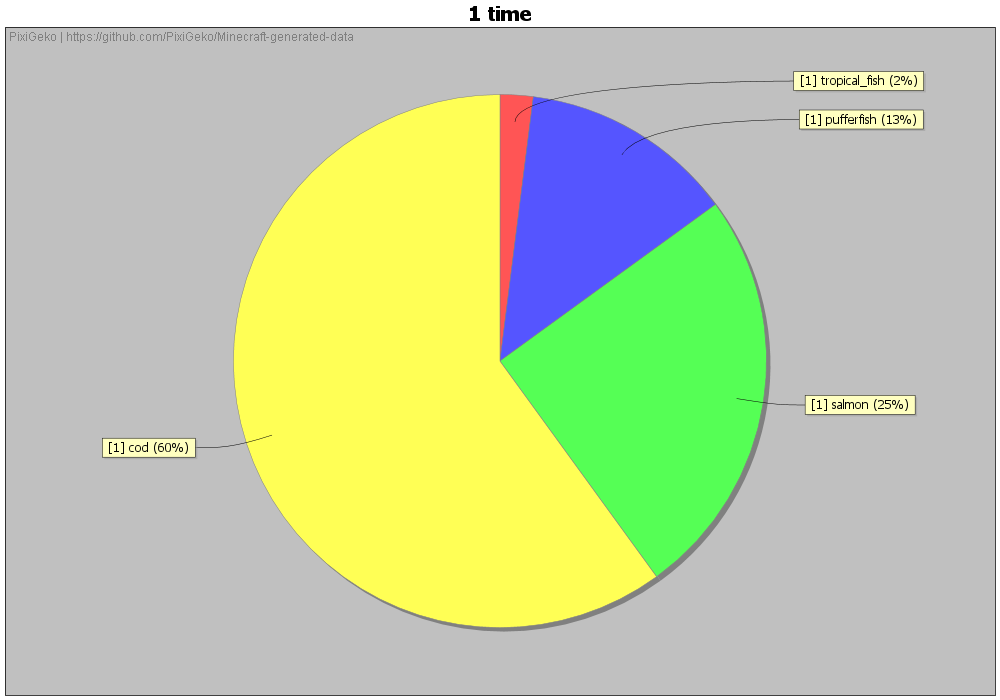 1 time
PixiGeko | https://github.com/PixiGeko/Minecraft-generated-data
[1] tropical_fish (2%)
[1] pufferfish (13%)
[1] salmon (25%)
[1] cod (60%)